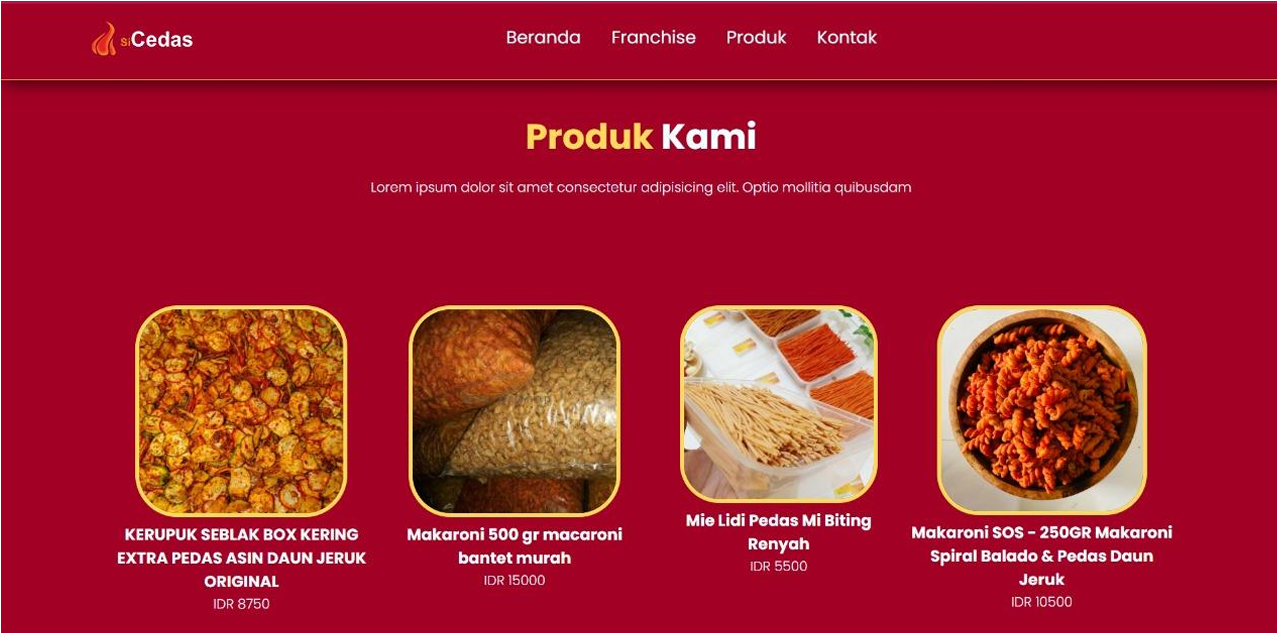 siCedas
Beranda Franchise Produk Kontak
Produk Kami
Lorem ipsum dolor sit amet consectetur adipisicing elit. Optio mollitia quibusdam
KERUPUK SEBLAK BOX KERING
EXTRA PEDAS ASIN DAUN JERUK
ORIGINAL
IDR 8750
Makaroni 500 gr macaroni
bantet murah
IDR 15000
Mie Lidi Pedas Mi Biting
Renyah
IDR 5500
Makaroni SOS - 250GR Makaroni
Spiral Balado & Pedas Daun
Jeruk
IDR 10500